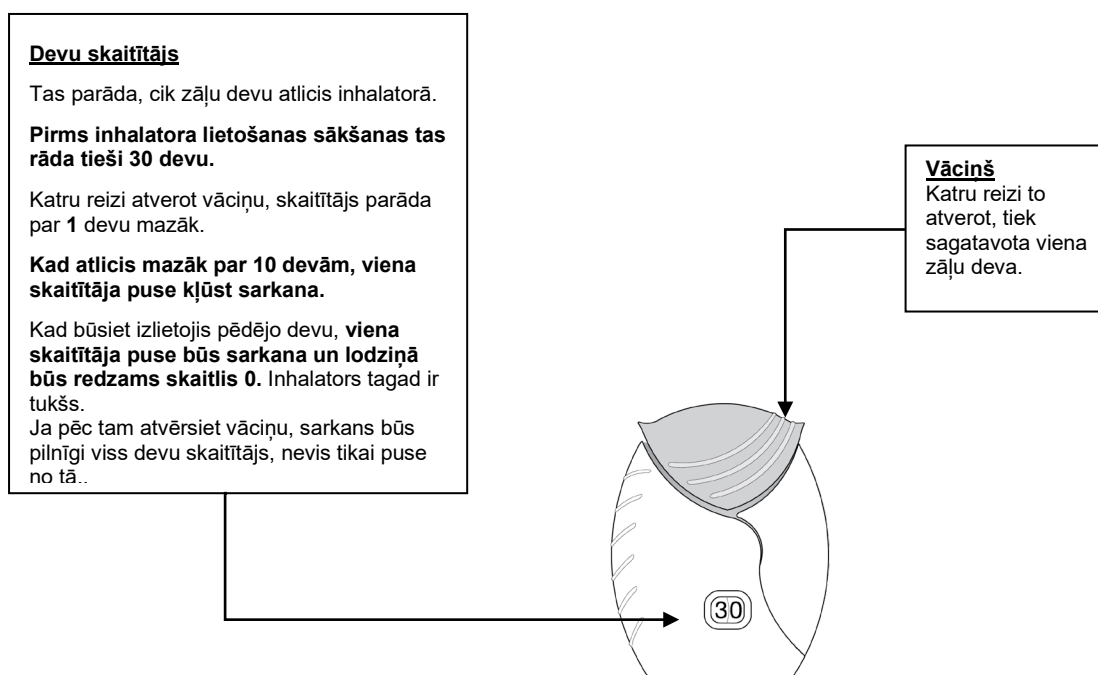 Devu skaitītājs
Tas parāda, cik zāļu devu atlicis inhalatorā.
Pirms inhalatora lietošanas sākšanas tas
rāda tieši 30 devu.
Katru reizi atverot vāciņu, skaitītājs parāda
par 1 devu mazāk.
Kad atlicis mazāk par 10 devām, viena
skaitītāja puse kļūst sarkana.
Kad būsiet izlietojis pēdējo devu, viena
skaitītāja puse būs sarkana un lodziņā
būs redzams skaitlis 0. Inhalators tagad ir
tukšs.
Ja pēc tam atvērsiet vāciņu, sarkans būs
pilnīgi viss devu skaitītājs, nevis tikai puse
no tā..
Vāciņš
Katru reizi to
atverot, tiek
sagatavota viena
zāļu deva.
30